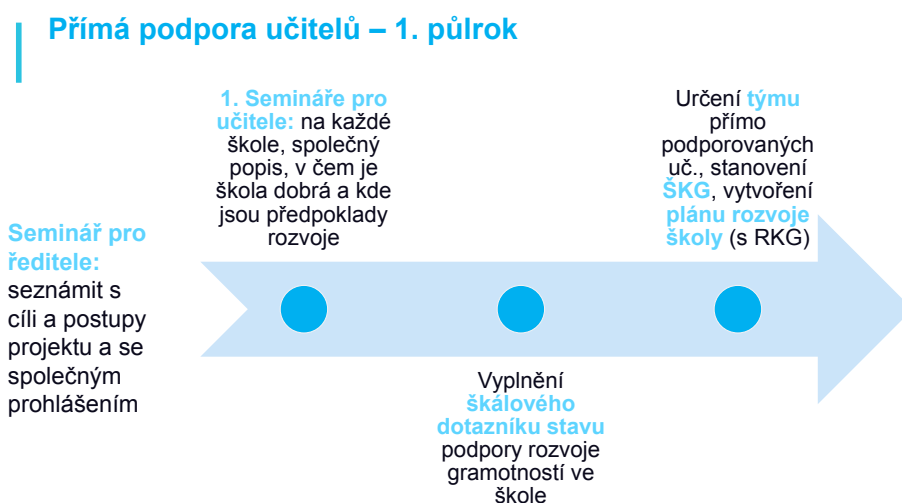 Přímá podpora učitelů – 1. půlrok
Seminář pro
ředitele:
seznámit s
cíli a postupy
projektu a se
společným
prohlášením
1. Semináře pro
učitele: na každé
škole, společný
popis, v čem je
škola dobrá a kde
jsou předpoklady
rozvoje
Vyplnění
škálového
dotazníku stavu
podpory rozvoje
gramotností ve
škole
Určení týmu
přímo
podporovaných
uč., stanovení
ŠKG, vytvoření
plánu rozvoje
školy (s RKG)